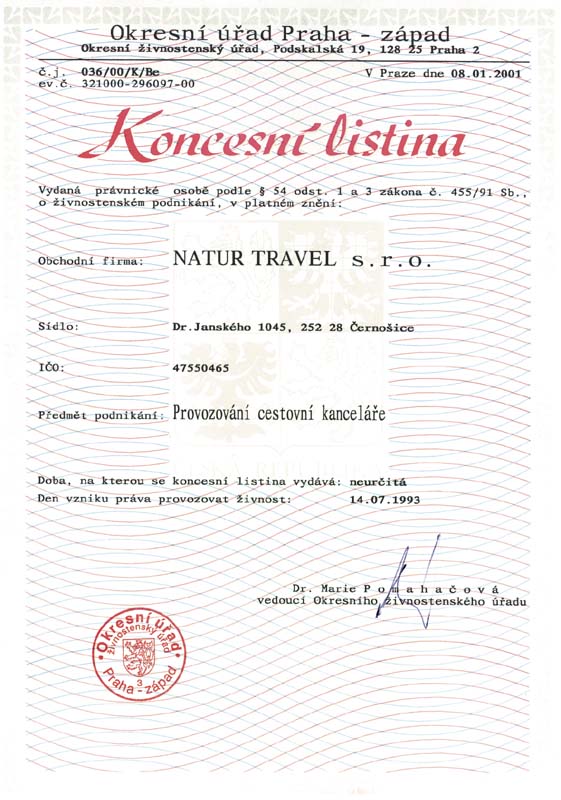 Okresní úřad Praha - západ
Okresní živnostenský úřad, Podskalská 19, 128 25 Praha 2
č.j. 036/00/K/Be V Praze dne 08.01.2001
ev.č. 321000-296097-00
Koncesní listina
Vydaná právnické osobě podle § 54 odst. 1 a 3 zákona č. 455/91 Sb.,
o živnostenském podnikání, v platném znění:
Obchodní firma: NATUR TRAVEL s.r.o.
Sídlo: Dr.Janského 1045, 252 28 Černošice
IČO: 47550465
Předmět podnikání: Provozování cestovní kanceláře
Doba, na kterou se koncesní listina vydává: neurčitá
Den vzniku práva provozovat živnost: 14.07.1993
Dr. Marie Pomahačová
vedoucí Okresního živnostenského úřadu
Okresní úřad
živnostenský úřad
3
Praha - západ